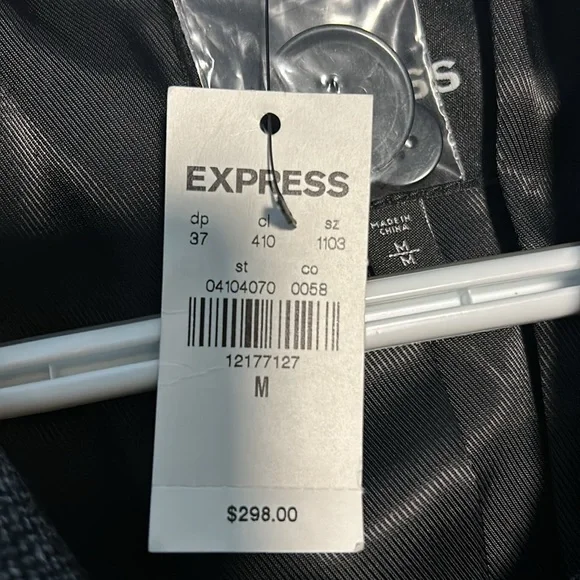 SS
EXPRESS
dp cl sz
37 410 1103
st co
04104070 0058
12177127
M
$298.00
MADE IN
CHINA
M
M